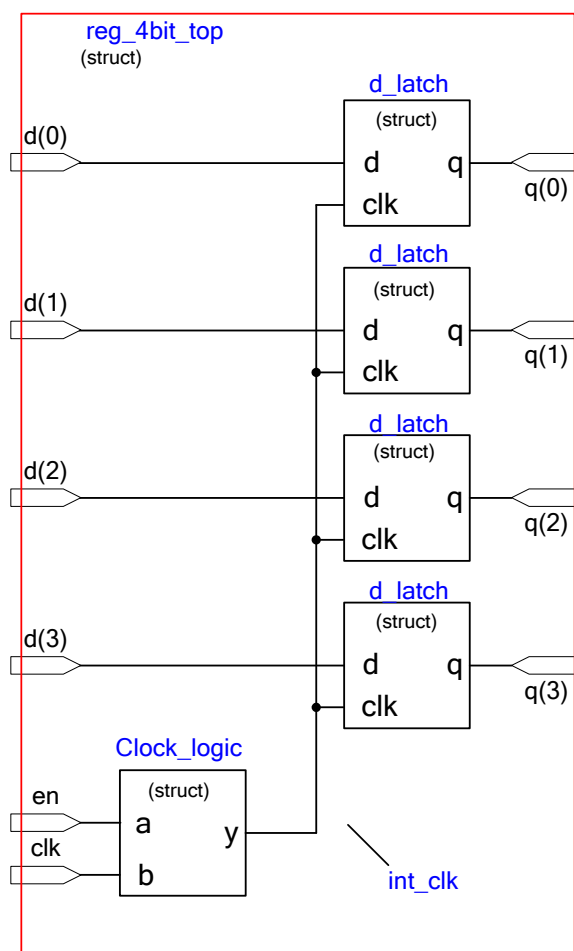 reg_4bit_top
(struct)
d_latch
(struct)
d(0)
d
q
clk
q(0)
d_latch
(struct)
d(1)
d
q
clk
q(1)
d_latch
(struct)
d(2)
d
q
clk
q(2)
d_latch
(struct)
d(3)
d
q
clk
q(3)
Clock_logic
(struct)
en
a
y
clk
b
int_clk